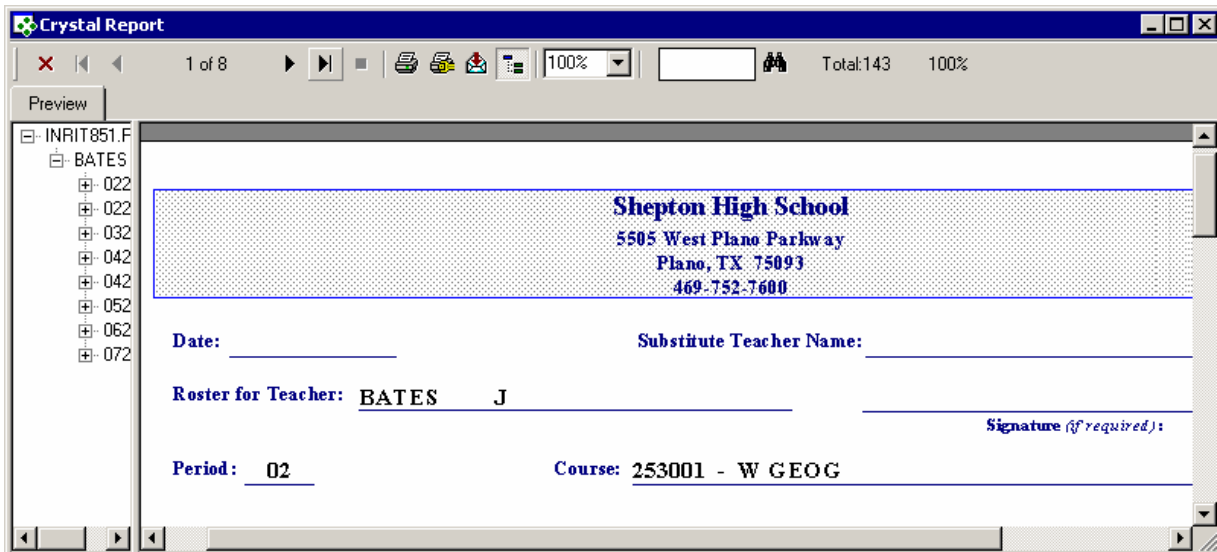 Crystal Report
1 of 8 100% Total:143 100%
Preview
INRIT851.F
BATES
022
022
032
042
042
052
062
072
Shepton High School
5505 West Plano Parkway
Plano, TX 75093
469-752-7600
Date: Substitute Teacher Name:
Roster for Teacher: BATES J
Signature (if required):
Period: 02 Course: 253001 - W GEOG